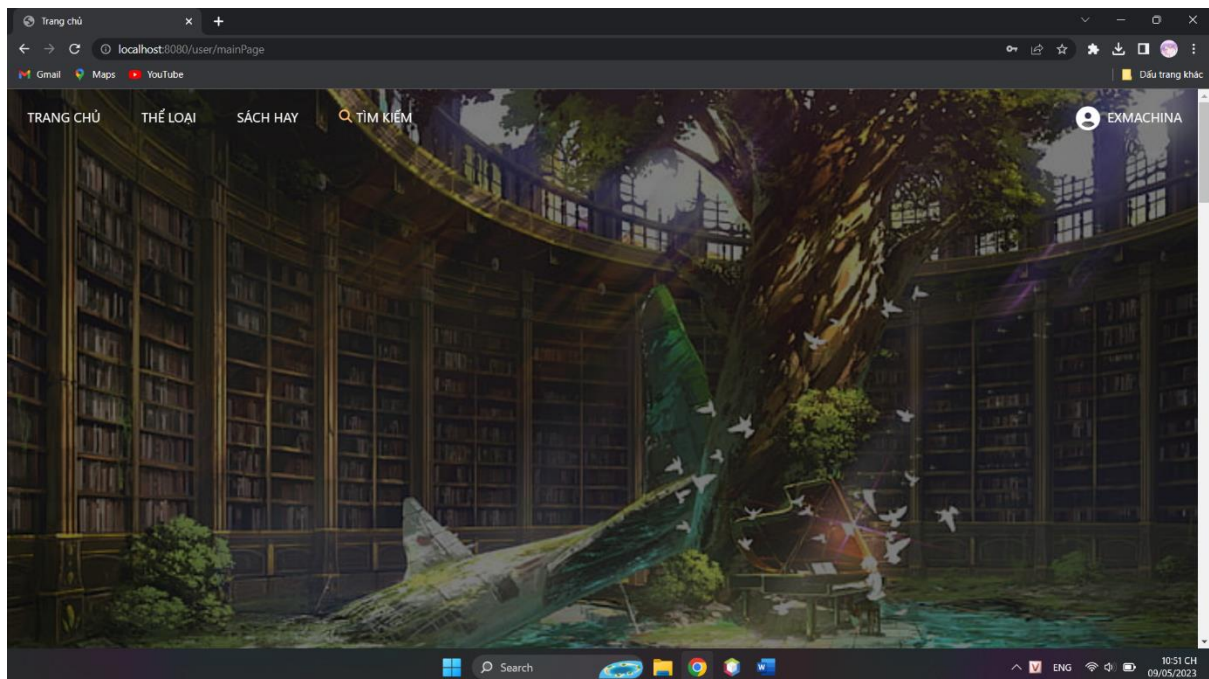 Trang chủ
localhost:8080/user/mainPage
Gmail Maps YouTube Dấu trang khác
TRANG CHỦ THỂ LOẠI SÁCH HAY TÌM KIẾM EXMACHINA
Search V ENG 10:51 CH
09/05/2023